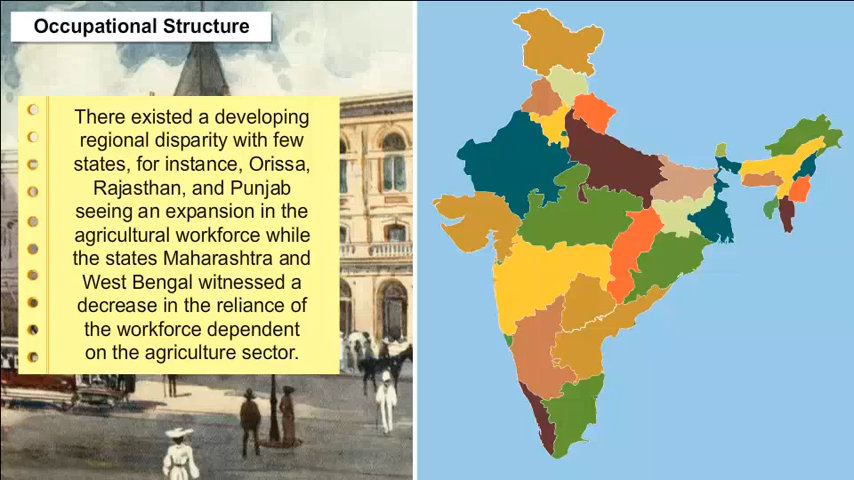 Occupational Structure
There existed a developing
regional disparity with few
states, for instance, Orissa,
Rajasthan, and Punjab
seeing an expansion in the
agricultural workforce while
the states Maharashtra and
West Bengal witnessed a
decrease in the reliance of
the workforce dependent
on the agriculture sector.